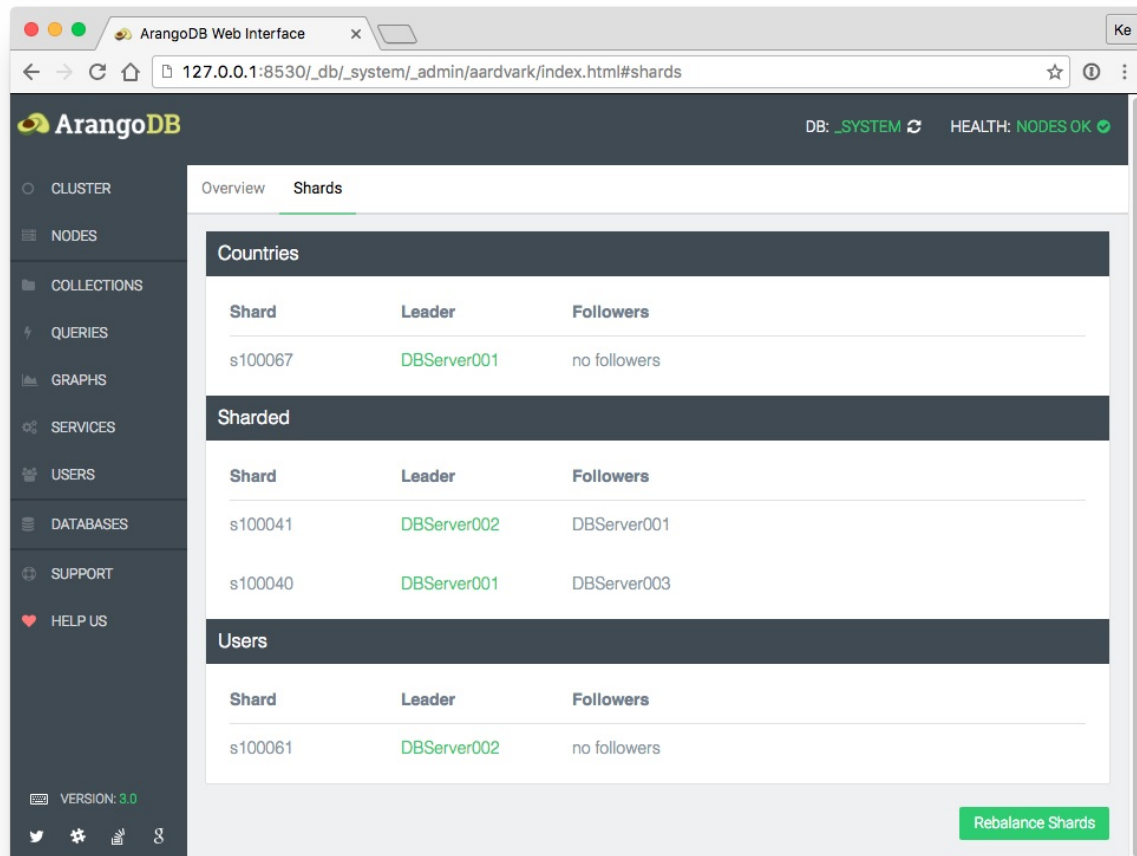 ArangoDB Web Interface
Ke
127.0.0.1:8530/_db/_system/_admin/aardvark/index.html#shards
ArangoDB
DB: _SYSTEM HEALTH: NODES OK
CLUSTER
NODES
COLLECTIONS
QUERIES
GRAPHS
SERVICES
USERS
DATABASES
SUPPORT
HELP US
VERSION: 3.0
Overview Shards
Countries
Shard Leader Followers
s100067 DBServer001 no followers
Sharded
Shard Leader Followers
s100041 DBServer002 DBServer001
s100040 DBServer001 DBServer003
Users
Shard Leader Followers
s100061 DBServer002 no followers
Rebalance Shards